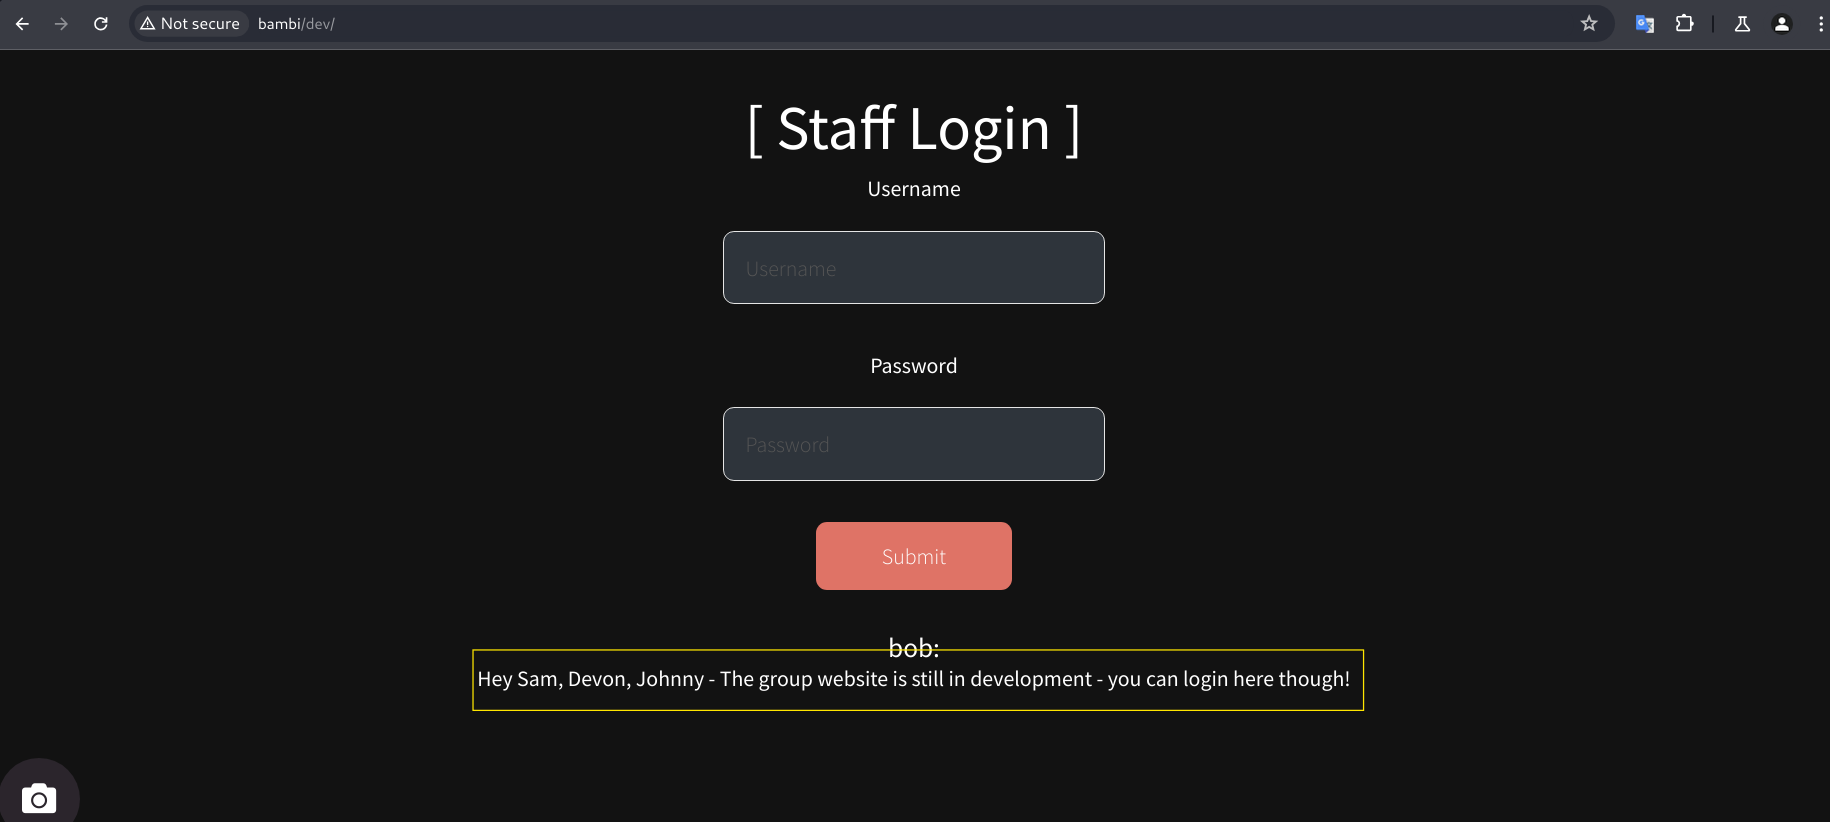 Not secure bambi/dev/
[ Staff Login ]
Username
Username
Password
Password
Submit
bob:
Hey Sam, Devon, Johnny - The group website is still in development - you can login here though!